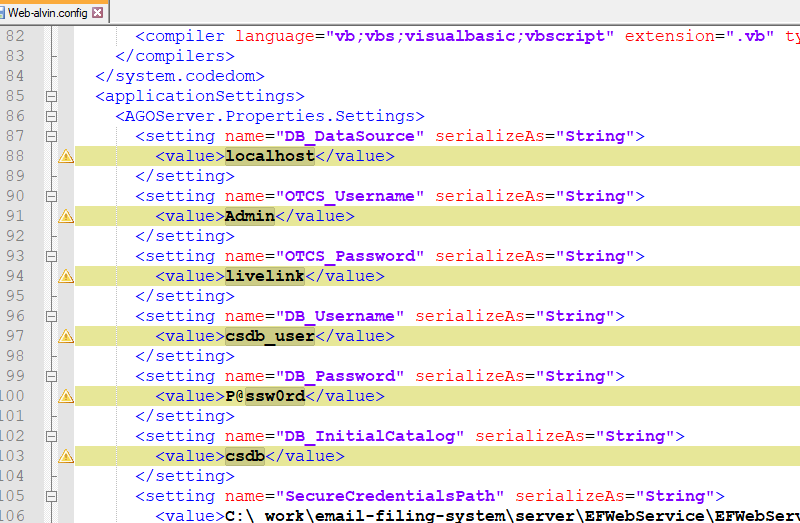 Web-alvin.config
82 <compiler language="vb;vbs;visualbasic;vbscript" extension=".vb" ty
83 </compilers>
84 </system.codedom>
85 <applicationSettings>
86 <AGOServer.Properties.Settings>
87 <setting name="DB_DataSource" serializeAs="String">
88 <value>localhost</value>
89 </setting>
90 <setting name="OTCS_Username" serializeAs="String">
91 <value>Admin</value>
92 </setting>
93 <setting name="OTCS_Password" serializeAs="String">
94 <value>livelink</value>
95 </setting>
96 <setting name="DB_Username" serializeAs="String">
97 <value>csdb_user</value>
98 </setting>
99 <setting name="DB_Password" serializeAs="String">
100 <value>P@ssw0rd</value>
101 </setting>
102 <setting name="DB_InitialCatalog" serializeAs="String">
103 <value>csdb</value>
104 </setting>
105 <setting name="SecureCredentialsPath" serializeAs="String">
106 <value>C:\ work\email-filing-system\server\EFWebService\EFWebServ